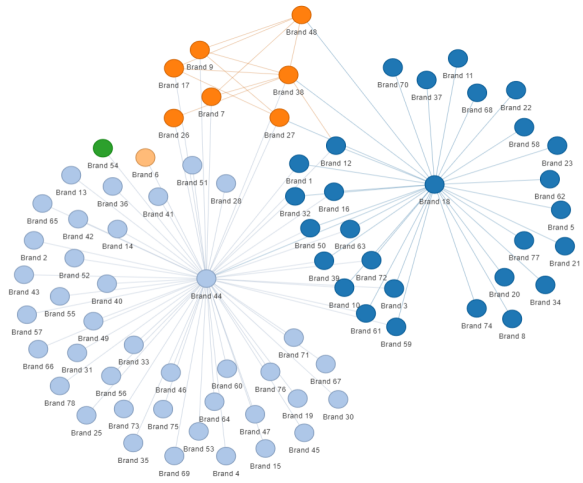 Brand 48
Brand 9
Brand 11
Brand 17
Brand 38
Brand 70
Brand 37
Brand 68
Brand 22
Brand 7
Brand 26
Brand 27
Brand 58
Brand 12
Brand 23
Brand 54
Brand 6
Brand 51
Brand 1
Brand 13
Brand 36
Brand 41
Brand 28
Brand 18
Brand 62
Brand 32
Brand 16
Brand 65
Brand 42
Brand 14
Brand 5
Brand 50
Brand 63
Brand 2
Brand 52
Brand 77
Brand 21
Brand 39
Brand 72
Brand 43
Brand 40
Brand 44
Brand 20
Brand 34
Brand 55
Brand 10
Brand 3
Brand 57
Brand 49
Brand 61
Brand 74
Brand 8
Brand 59
Brand 66
Brand 31
Brand 33
Brand 71
Brand 78
Brand 56
Brand 46
Brand 60
Brand 76
Brand 67
Brand 25
Brand 73
Brand 75
Brand 64
Brand 19
Brand 30
Brand 47
Brand 35
Brand 53
Brand 45
Brand 69
Brand 4
Brand 15